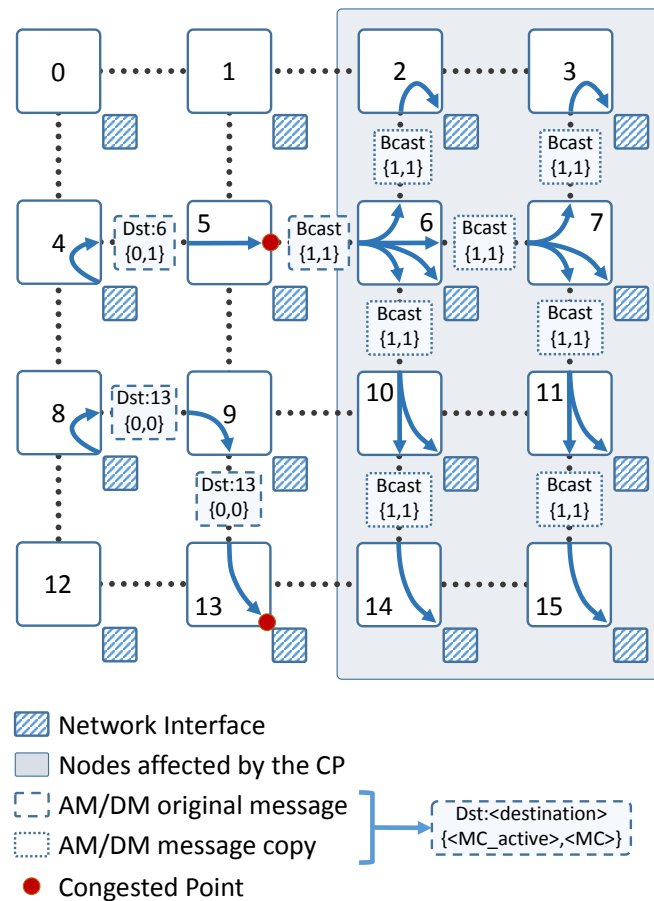 0
1
2
3
Bcast
{1,1}
Bcast
{1,1}
4
Dst:6
{0,1}
5
Bcast
{1,1}
6
Bcast
{1,1}
7
Bcast
{1,1}
Bcast
{1,1}
8
Dst:13
{0,0}
9
10
11
Dst:13
{0,0}
Bcast
{1,1}
Bcast
{1,1}
12
13
14
15
Network Interface
Nodes affected by the CP
AM/DM original message
AM/DM message copy
Dst:<destination>
{<MC_active>,<MC>}
Congested Point